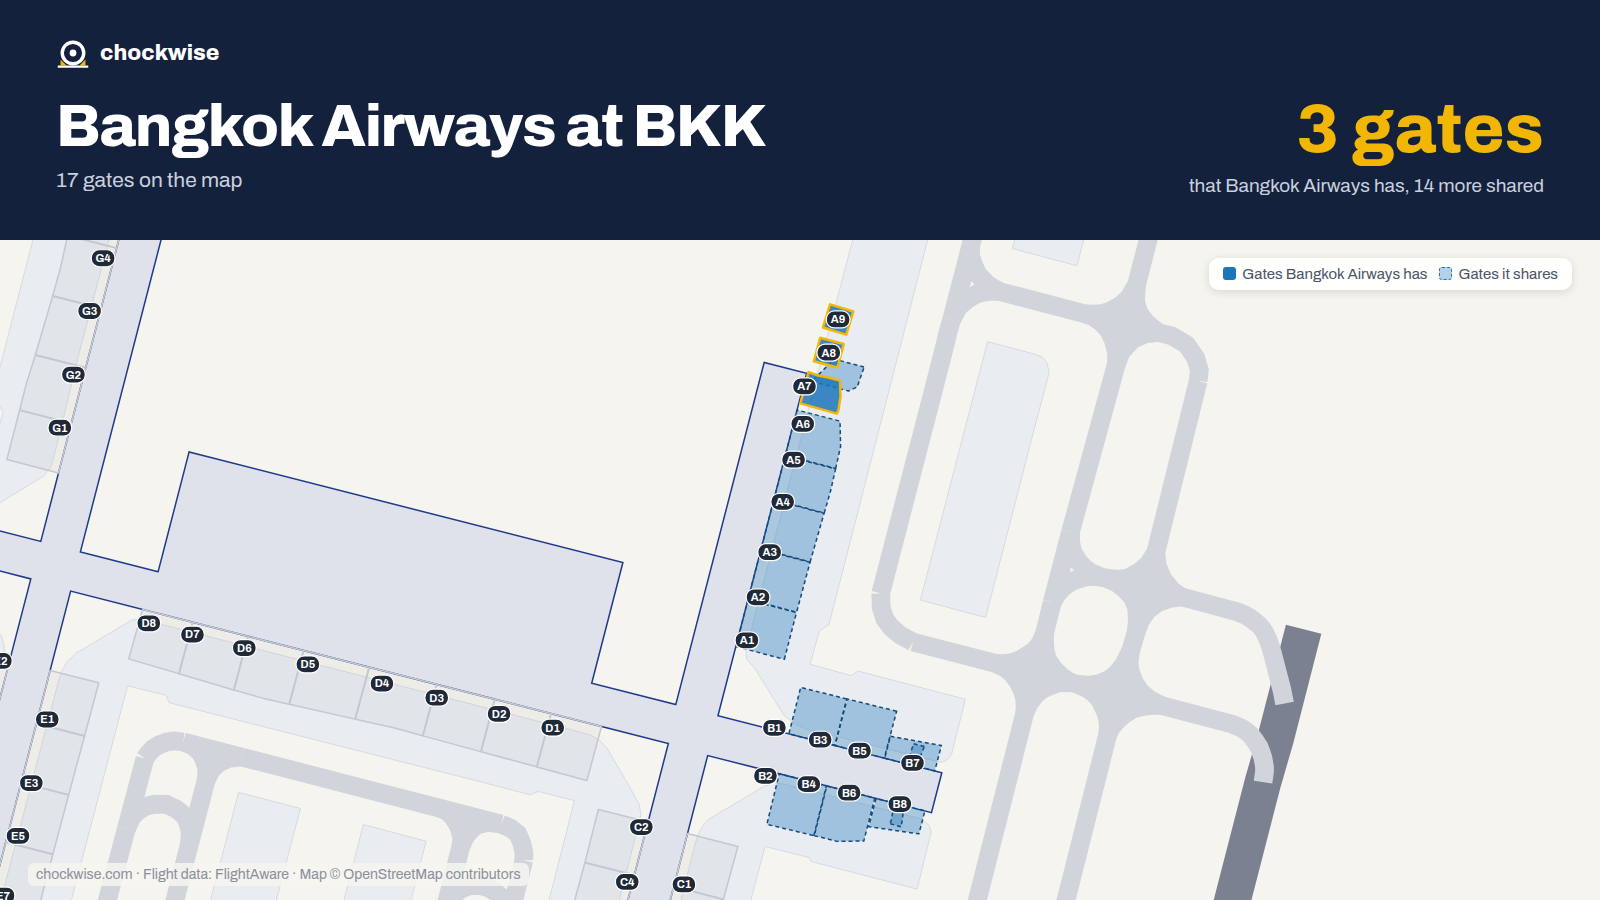 chockwise
Bangkok Airways at BKK
17 gates on the map
3 gates
that Bangkok Airways has, 14 more shared
Gates Bangkok Airways has
Gates it shares
G4
G3
G2
G1
A9
A8
A7
A6
A5
A4
A3
A2
A1
D8
D7
D6
D5
D4
D3
D2
D1
E1
E3
E5
B1
B3
B5
B7
B2
B4
B6
B8
C2
C4
C1
chockwise.com · Flight data: FlightAware · Map © OpenStreetMap contributors